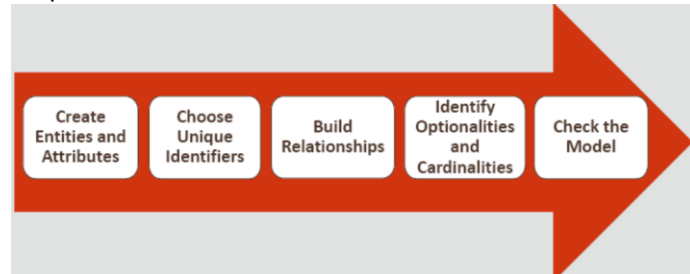 Create
Entities and
Attributes
Choose
Unique
Identifiers
Build
Relationships
Identify
Optionalities
and
Cardinalities
Check the
Model